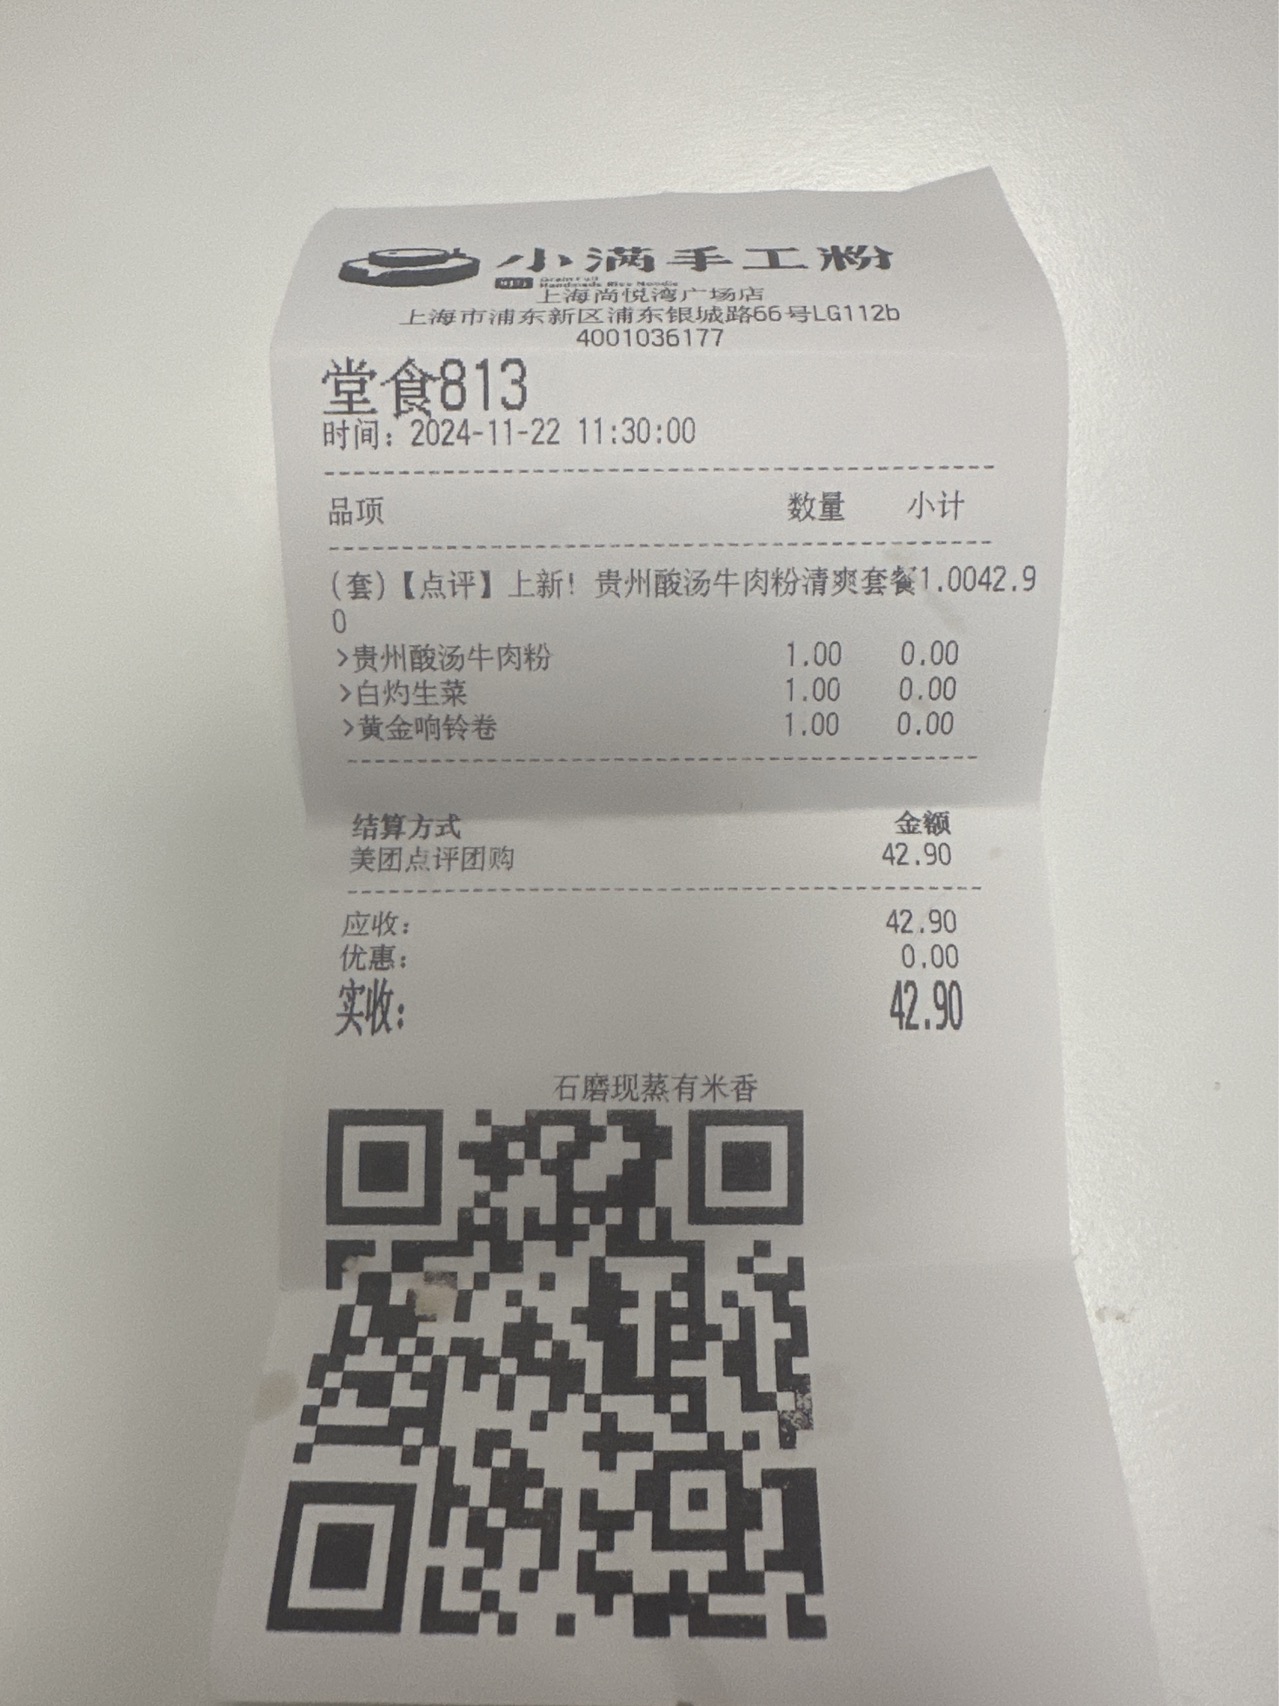 小满手工粉
Grain Full
Handmade Rice Noodle
上海尚悦湾广场店
上海市浦东新区浦东银城路66号LG112b
4001036177
堂食813
时间：2024-11-22 11:30:00
品项 数量 小计
(套)【点评】上新！贵州酸汤牛肉粉清爽套餐1.0042.9
0
>贵州酸汤牛肉粉 1.00 0.00
>白灼生菜 1.00 0.00
>黄金响铃卷 1.00 0.00
结算方式 金额
美团点评团购 42.90
应收： 42.90
优惠： 0.00
实收： 42.90
石磨现蒸有米香